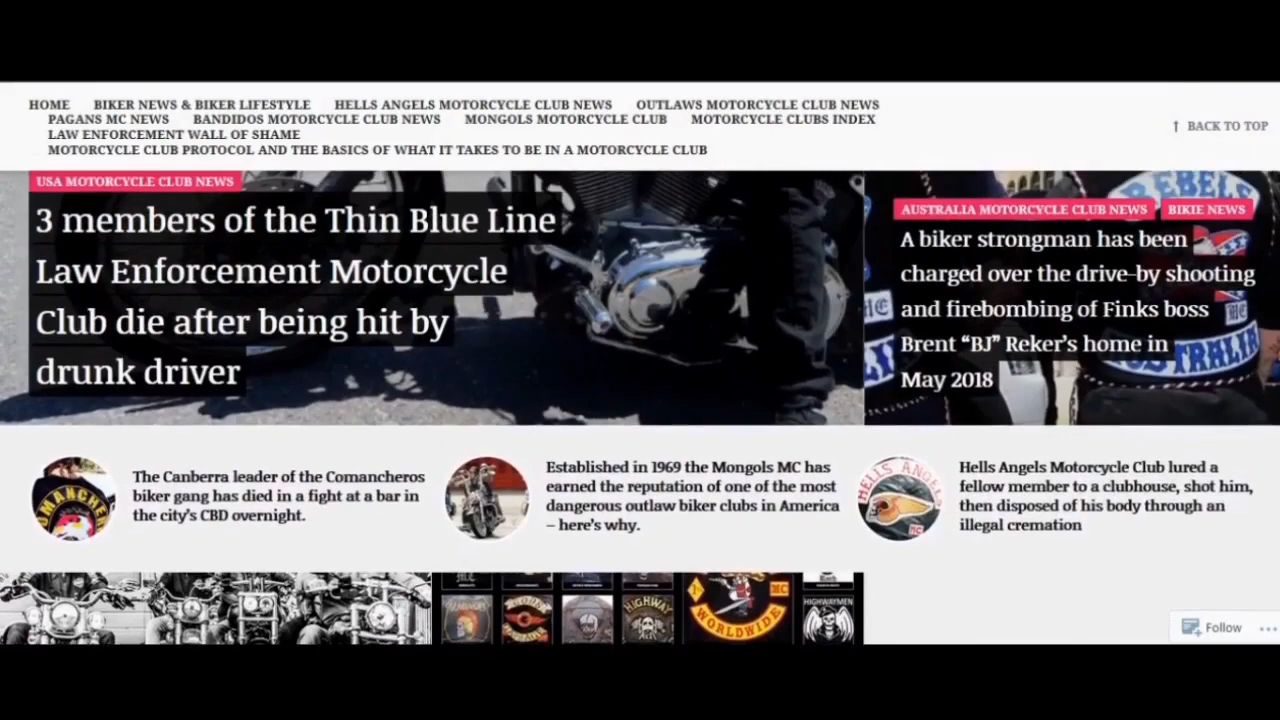 HOME BIKER NEWS & BIKER LIFESTYLE HELLS ANGELS MOTORCYCLE CLUB NEWS OUTLAWS MOTORCYCLE CLUB NEWS
PAGANS MC NEWS BANDIDOS MOTORCYCLE CLUB NEWS MONGOLS MOTORCYCLE CLUB MOTORCYCLE CLUBS INDEX
LAW ENFORCEMENT WALL OF SHAME
MOTORCYCLE CLUB PROTOCOL AND THE BASICS OF WHAT IT TAKES TO BE IN A MOTORCYCLE CLUB
↑ BACK TO TOP
USA MOTORCYCLE CLUB NEWS
3 members of the Thin Blue Line
Law Enforcement Motorcycle
Club die after being hit by
drunk driver
REBELS
AUSTRALIA MOTORCYCLE CLUB NEWS BIKIE NEWS
A biker strongman has been
charged over the drive-by shooting
and firebombing of Finks boss
Brent “BJ” Reker’s home in
May 2018
MC
The Canberra leader of the Comancheros
biker gang has died in a fight at a bar in
the city’s CBD overnight.
Established in 1969 the Mongols MC has
earned the reputation of one of the most
dangerous outlaw biker clubs in America
– here’s why.
HELLS ANGELS
MC
Hells Angels Motorcycle Club lured a
fellow member to a clubhouse, shot him,
then disposed of his body through an
illegal cremation
MC
WORLDWIDE
HIGHWAY
HIGHWAYMEN
Follow